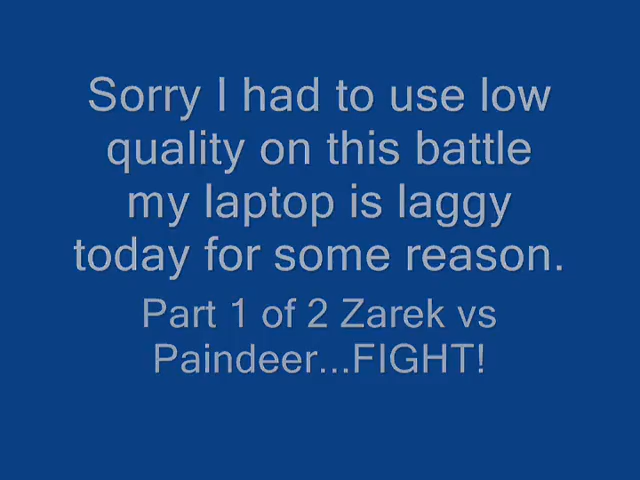 Sorry I had to use low
quality on this battle
my laptop is laggy
today for some reason.
Part 1 of 2 Zarek vs
Paindeer...FIGHT!